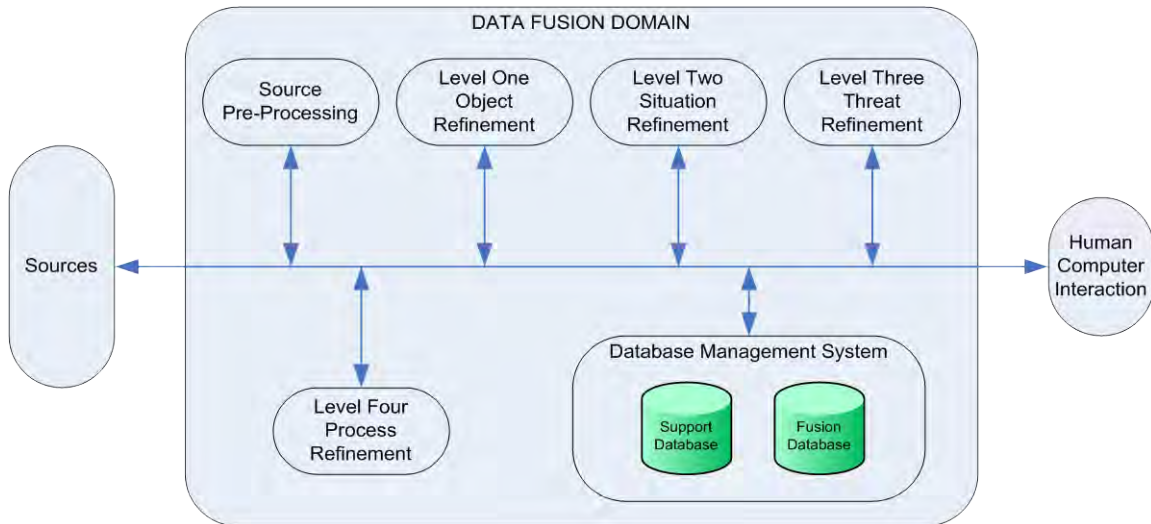 DATA FUSION DOMAIN
Source
Pre-Processing
Level One
Object
Refinement
Level Two
Situation
Refinement
Level Three
Threat
Refinement
Sources
Human
Computer
Interaction
Level Four
Process
Refinement
Database Management System
Support
Database
Fusion
Database